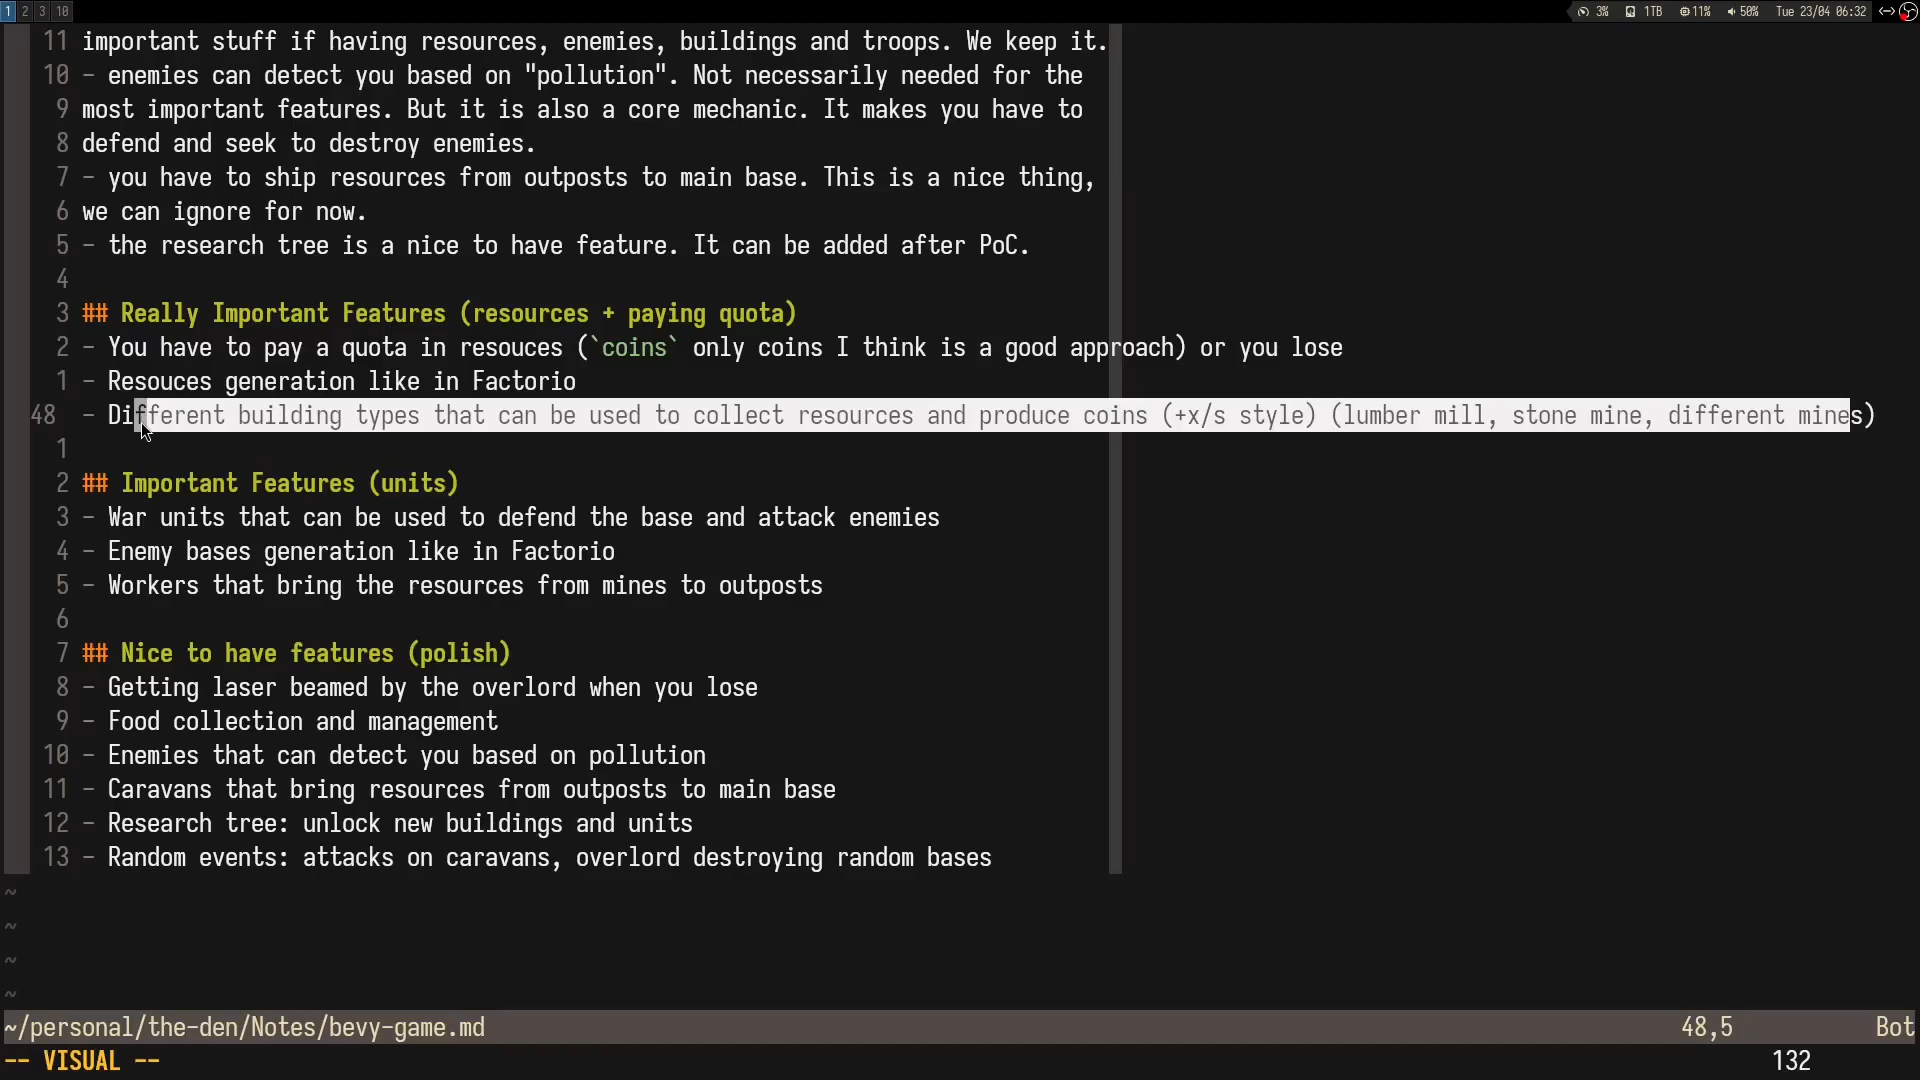 1 2 3 10 3% 1TB 11% 50% Tue 23/04 06:32
11 important stuff if having resources, enemies, buildings and troops. We keep it.
10 - enemies can detect you based on "pollution". Not necessarily needed for the
9 most important features. But it is also a core mechanic. It makes you have to
8 defend and seek to destroy enemies.
7 - you have to ship resources from outposts to main base. This is a nice thing,
6 we can ignore for now.
5 - the research tree is a nice to have feature. It can be added after PoC.
4
3 ## Really Important Features (resources + paying quota)
2 - You have to pay a quota in resouces (`coins` only coins I think is a good approach) or you lose
1 - Resouces generation like in Factorio
48 - Different building types that can be used to collect resources and produce coins (+x/s style) (lumber mill, stone mine, different mines)
1
2 ## Important Features (units)
3 - War units that can be used to defend the base and attack enemies
4 - Enemy bases generation like in Factorio
5 - Workers that bring the resources from mines to outposts
6
7 ## Nice to have features (polish)
8 - Getting laser beamed by the overlord when you lose
9 - Food collection and management
10 - Enemies that can detect you based on pollution
11 - Caravans that bring resources from outposts to main base
12 - Research tree: unlock new buildings and units
13 - Random events: attacks on caravans, overlord destroying random bases
~
~
~
~
~/personal/the-den/Notes/bevy-game.md 48,5 Bot
-- VISUAL -- 132